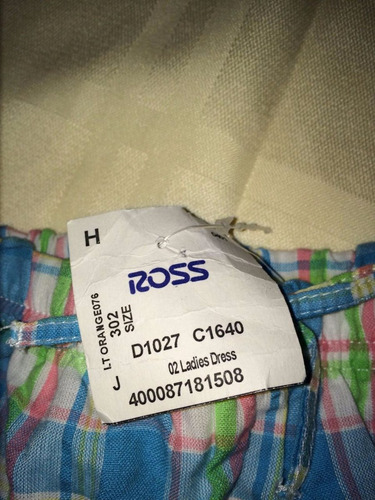 H
ROSS
LT ORANGE076
302
SIZE
D1027 C1640
02 Ladies Dress
J
400087181508